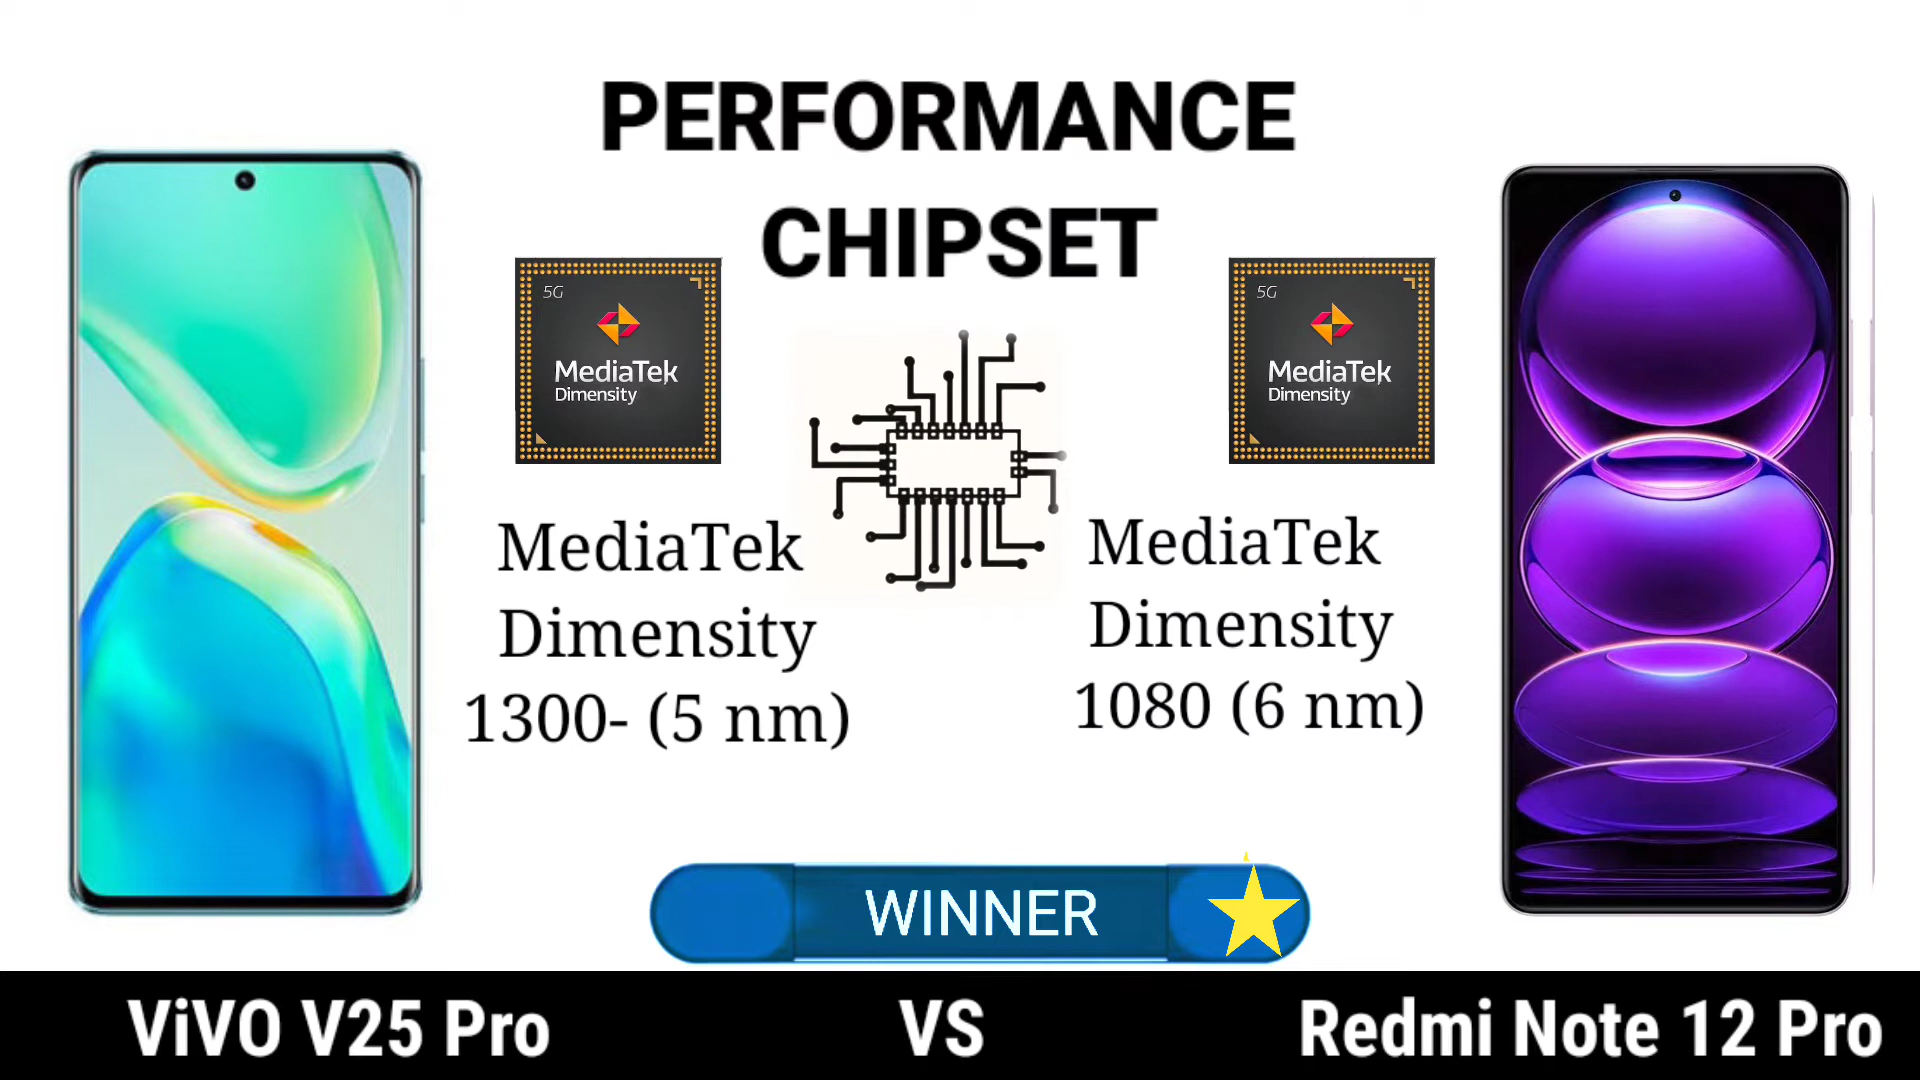 PERFORMANCE
CHIPSET
5G
MediaTek
Dimensity
5G
MediaTek
Dimensity
MediaTek
Dimensity
1300- (5 nm)
MediaTek
Dimensity
1080 (6 nm)
WINNER
ViVO V25 Pro VS Redmi Note 12 Pro